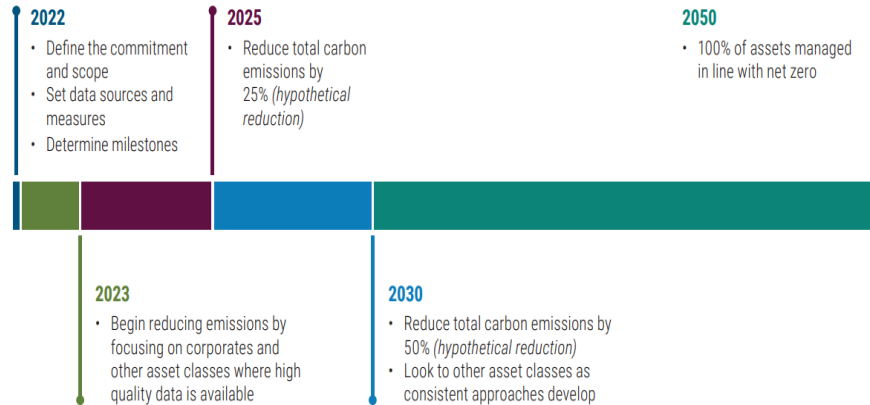 2022
• Define the commitment
and scope
• Set data sources and
measures
• Determine milestones
2025
• Reduce total carbon
emissions by
25% (hypothetical
reduction)
2050
• 100% of assets managed
in line with net zero
2023
• Begin reducing emissions by
focusing on corporates and
other asset classes where high
quality data is available
2030
• Reduce total carbon emissions by
50% (hypothetical reduction)
• Look to other asset classes as
consistent approaches develop